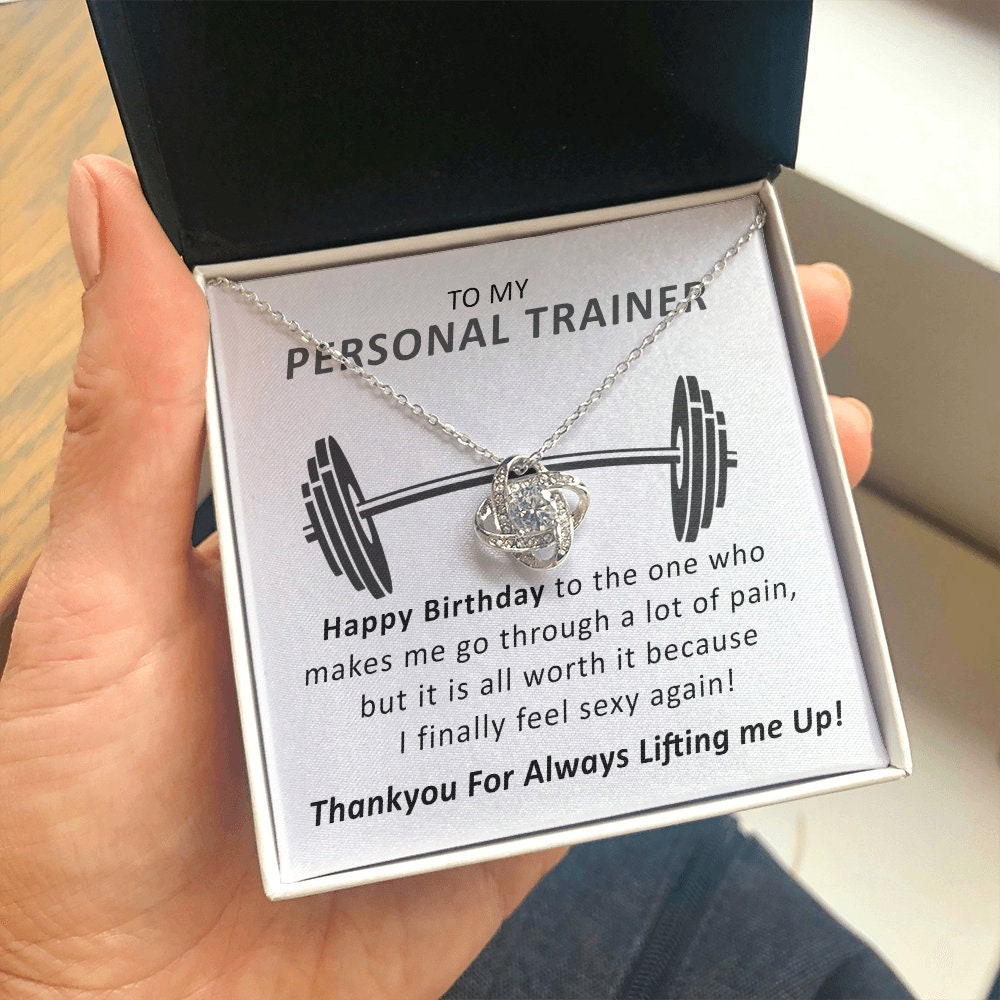 TO MY
PERSONAL TRAINER
Happy Birthday to the one who
makes me go through a lot of pain,
but it is all worth it because
I finally feel sexy again!
Thankyou For Always Lifting me Up!